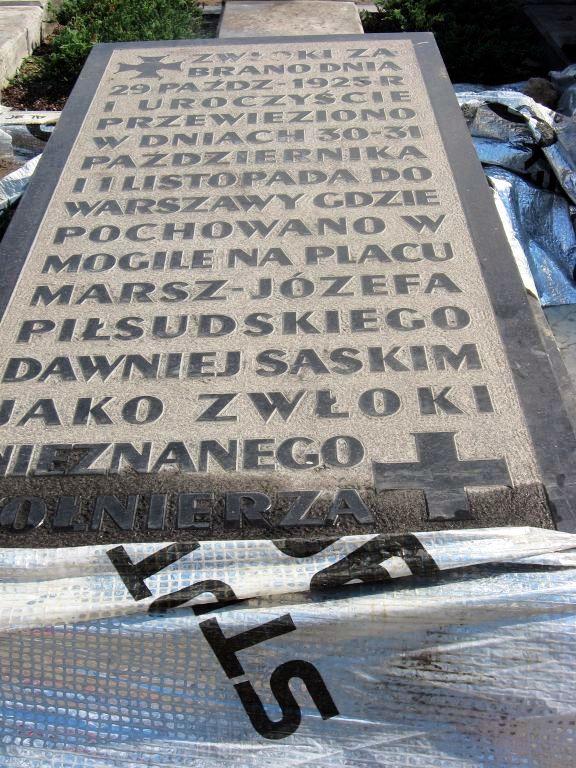 ZWŁOKI ZA
BRANO DNIA
29 PAŹDZ-1925 R
I UROCZYŚCIE
PRZEWIEZIONO
W DNIACH 30-31
PAŹDZIERNIKA
I 1 LISTOPADA DO
WARSZAWY GDZIE
POCHOWANO W
MOGILE NA PLACU
MARSZ-JÓZEFA
PIŁSUDSKIEGO
DAWNIEJ SASKIM
JAKO ZWŁOKI
NIEZNANEGO
ŻOŁNIERZA